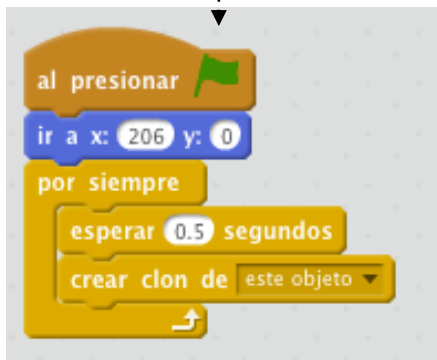 al presionar
ir a x: 206 y: 0
por siempre
esperar 0.5 segundos
crear clon de este objeto